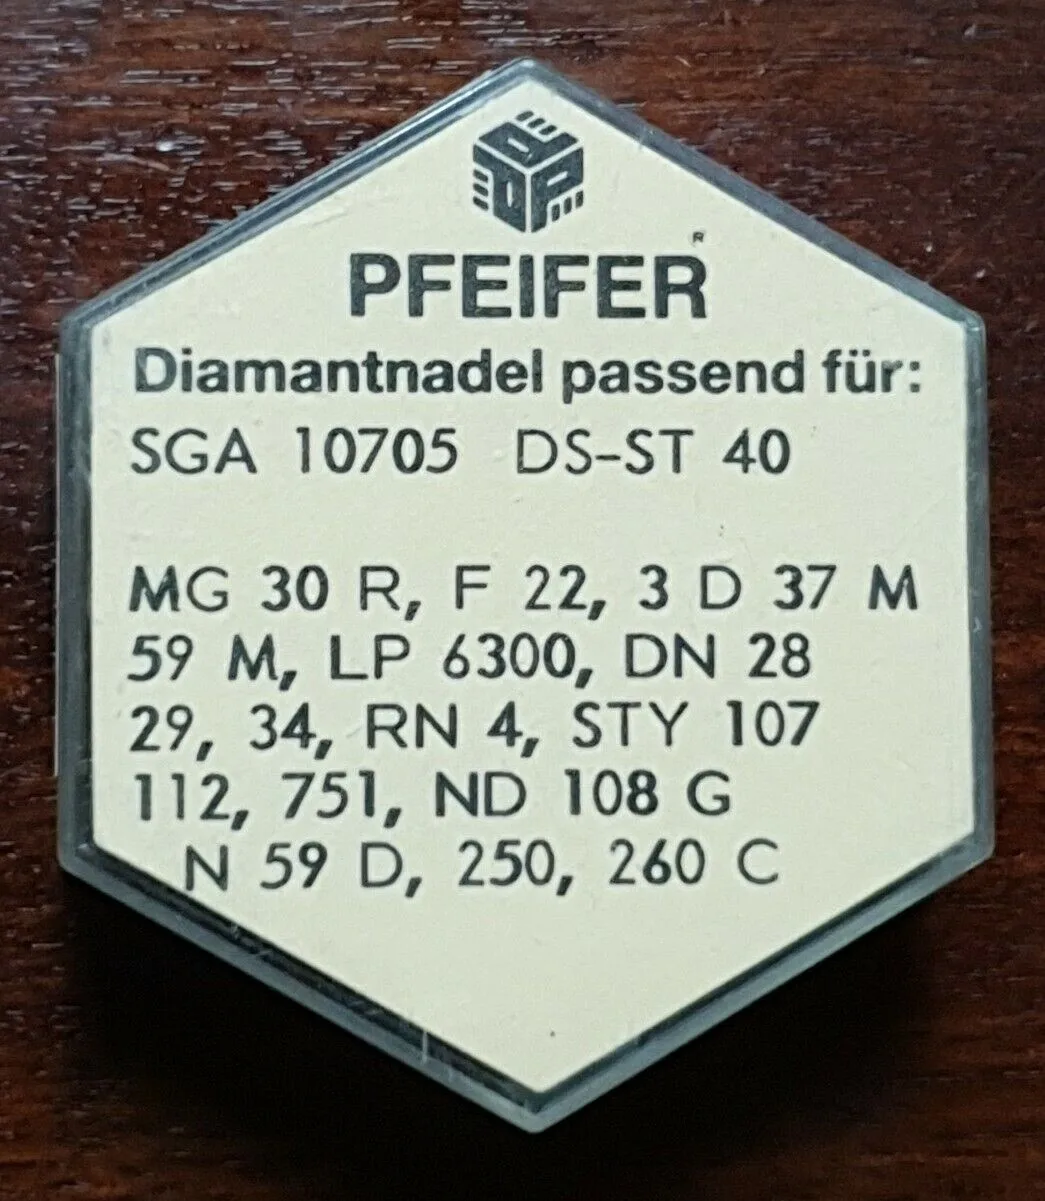 PFEIFER R
Diamantnadel passend für:
SGA 10705 DS-ST 40
MG 30 R, F 22, 3 D 37 M
59 M, LP 6300, DN 28
29, 34, RN 4, STY 107
112, 751, ND 108 G
N 59 D, 250, 260 C